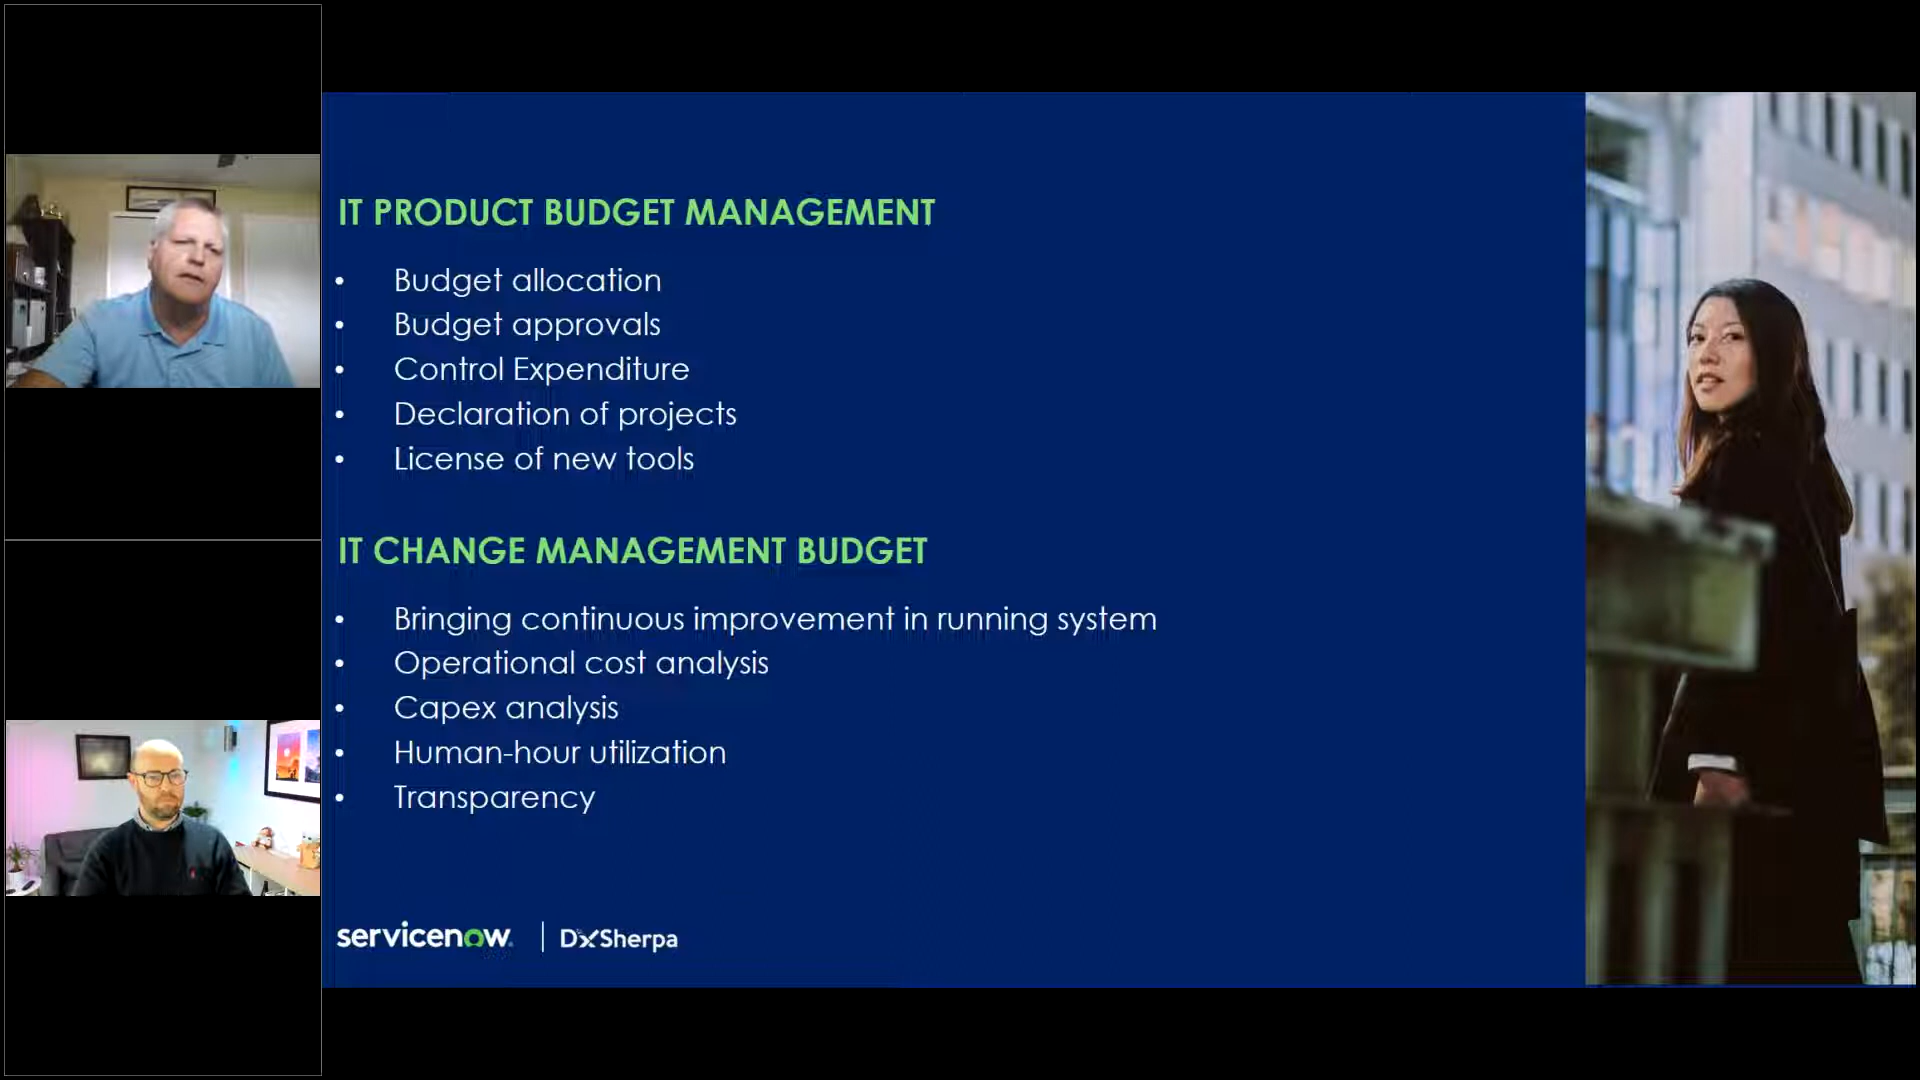 IT PRODUCT BUDGET MANAGEMENT
• Budget allocation
• Budget approvals
• Control Expenditure
• Declaration of projects
• License of new tools
IT CHANGE MANAGEMENT BUDGET
• Bringing continuous improvement in running system
• Operational cost analysis
• Capex analysis
• Human-hour utilization
• Transparency
servicenow. | DxSherpa